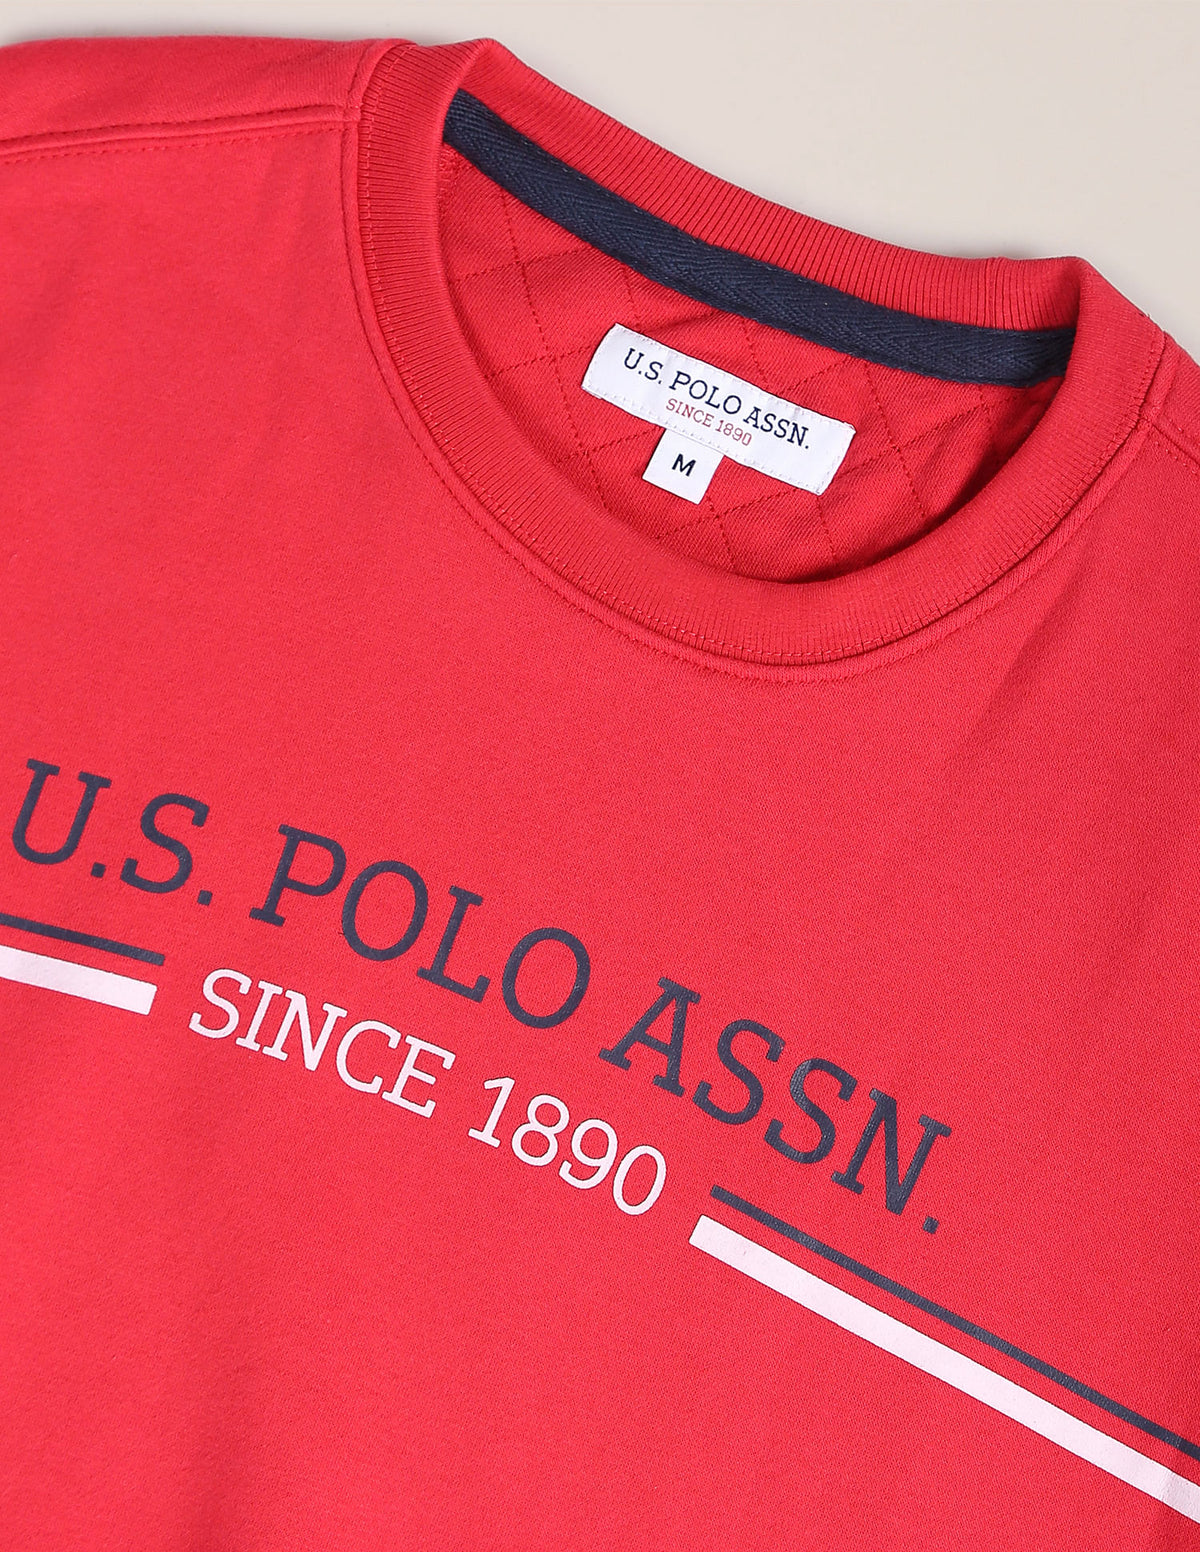 U.S. POLO ASSN.
SINCE 1890
M
U.S. POLO ASSN.
SINCE 1890